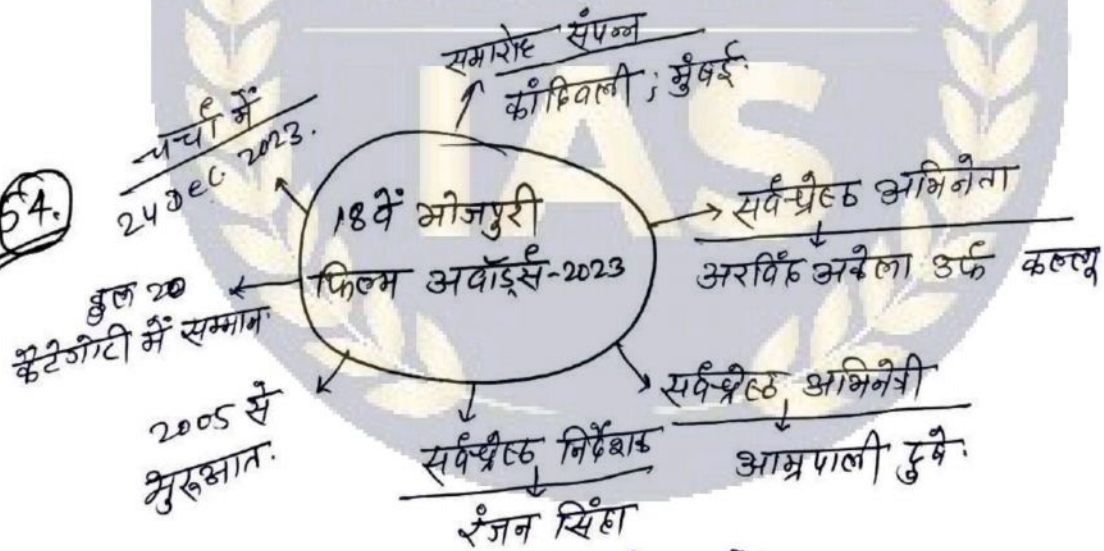 54.
चर्चा में
24 Dec. 2023.
समारोह संपन्न
कांदिवली ; मुंबई.
18वें भोजपुरी
फिल्म अवॉर्ड्स-2023
सर्वश्रेष्ठ अभिनेता
अरविंद अकेला उर्फ कल्लू
सर्वश्रेष्ठ अभिनेत्री
आम्रपाली दुबे.
सर्वश्रेष्ठ निर्देशक
रंजन सिंहा
2005 से
शुरुआत.
कुल 20
कैटेगोरी में सम्मान.
IAS